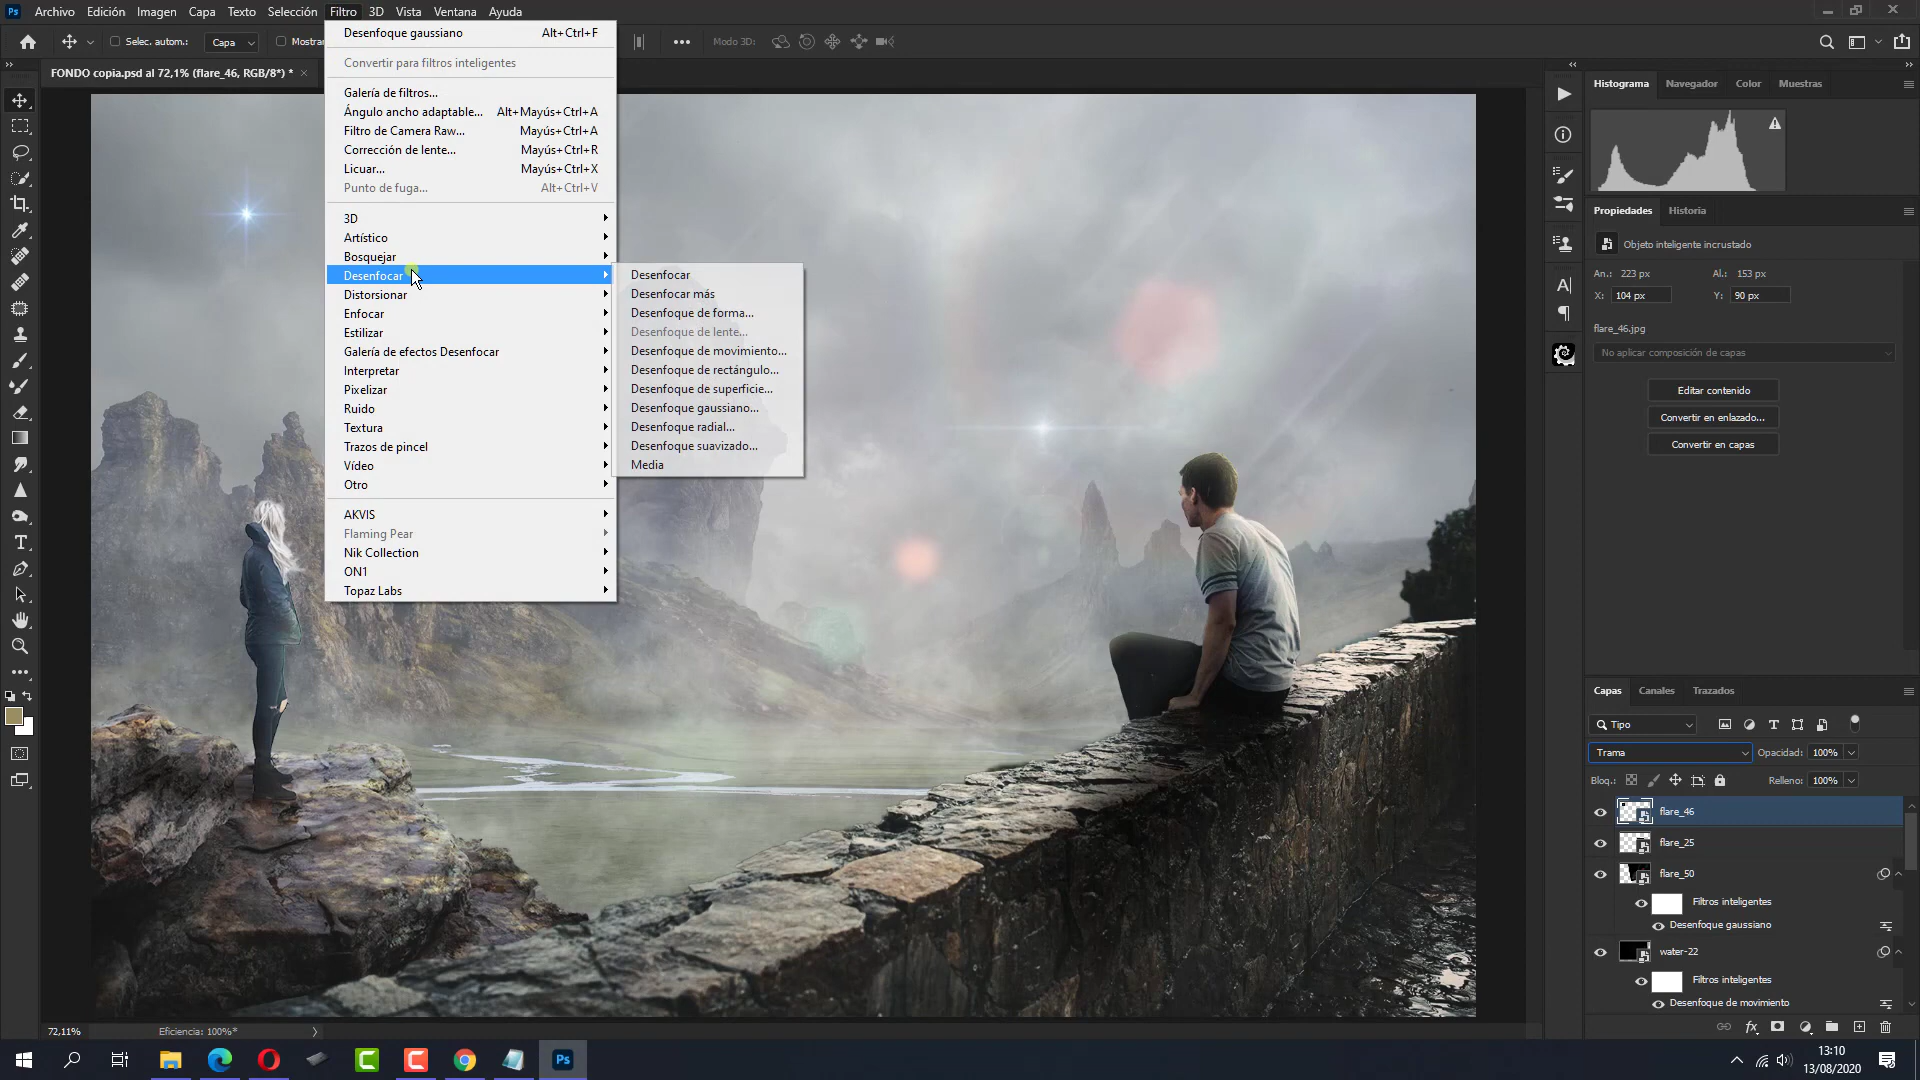 Ps Archivo Edición Imagen Capa Texto Selección Filtro 3D Vista Ventana Ayuda
Selec. autom.: Capa Mostrar Modo 3D:
FONDO copia.psd al 72,1% (flare_46, RGB/8*) *
Desenfoque gaussiano Alt+Ctrl+F
Convertir para filtros inteligentes
Galería de filtros...
Ángulo ancho adaptable... Alt+Mayús+Ctrl+A
Filtro de Camera Raw... Mayús+Ctrl+A
Corrección de lente... Mayús+Ctrl+R
Licuar... Mayús+Ctrl+X
Punto de fuga... Alt+Ctrl+V
3D
Artístico
Bosquejar
Desenfocar
Distorsionar
Enfocar
Estilizar
Galería de efectos Desenfocar
Interpretar
Pixelizar
Ruido
Textura
Trazos de pincel
Vídeo
Otro
AKVIS
Flaming Pear
Nik Collection
ON1
Topaz Labs
Desenfocar
Desenfocar más
Desenfoque de forma...
Desenfoque de lente...
Desenfoque de movimiento...
Desenfoque de rectángulo...
Desenfoque de superficie...
Desenfoque gaussiano...
Desenfoque radial...
Desenfoque suavizado...
Media
Histograma Navegador Color Muestras
Propiedades Historia
Objeto inteligente incrustado
An.: 223 px Al.: 153 px
X: 104 px Y: 90 px
flare_46.jpg
No aplicar composición de capas
Editar contenido
Convertir en enlazado...
Convertir en capas
Capas Canales Trazados
Tipo
Trama Opacidad: 100%
Bloq.: Relleno: 100%
flare_46
flare_25
flare_50
Filtros inteligentes
Desenfoque gaussiano
water-22
Filtros inteligentes
Desenfoque de movimiento
fx
72,11% Eficiencia: 100%*
Ps
13:10
13/08/2020